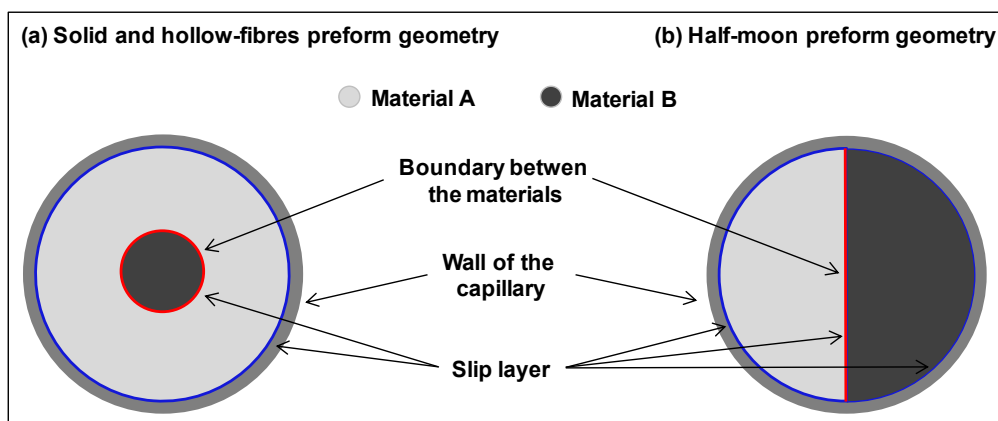 (a) Solid and hollow-fibres preform geometry
(b) Half-moon preform geometry
Material A
Material B
Boundary betwen
the materials
Wall of the
capillary
Slip layer